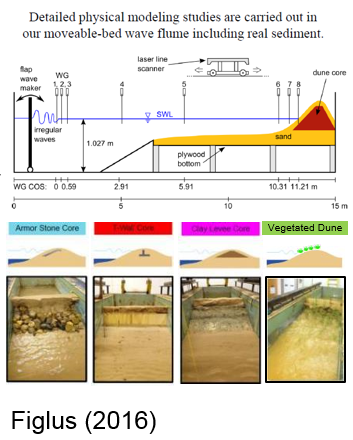 Detailed physical modeling studies are carried out in
our moveable-bed wave flume including real sediment.
laser line
scanner
flap
wave
maker
WG
1, 2,3
4
5
6 7 8
dune core
SWL
irregular
waves
1.027 m
sand
plywood
bottom
WG COS: 0 0.59 2.91 5.91 10.31 11.21 m
0 5 10 15 m
Armor Stone Core
T-Wall Core
Clay Levee Core
Vegetated Dune
Figlus (2016)